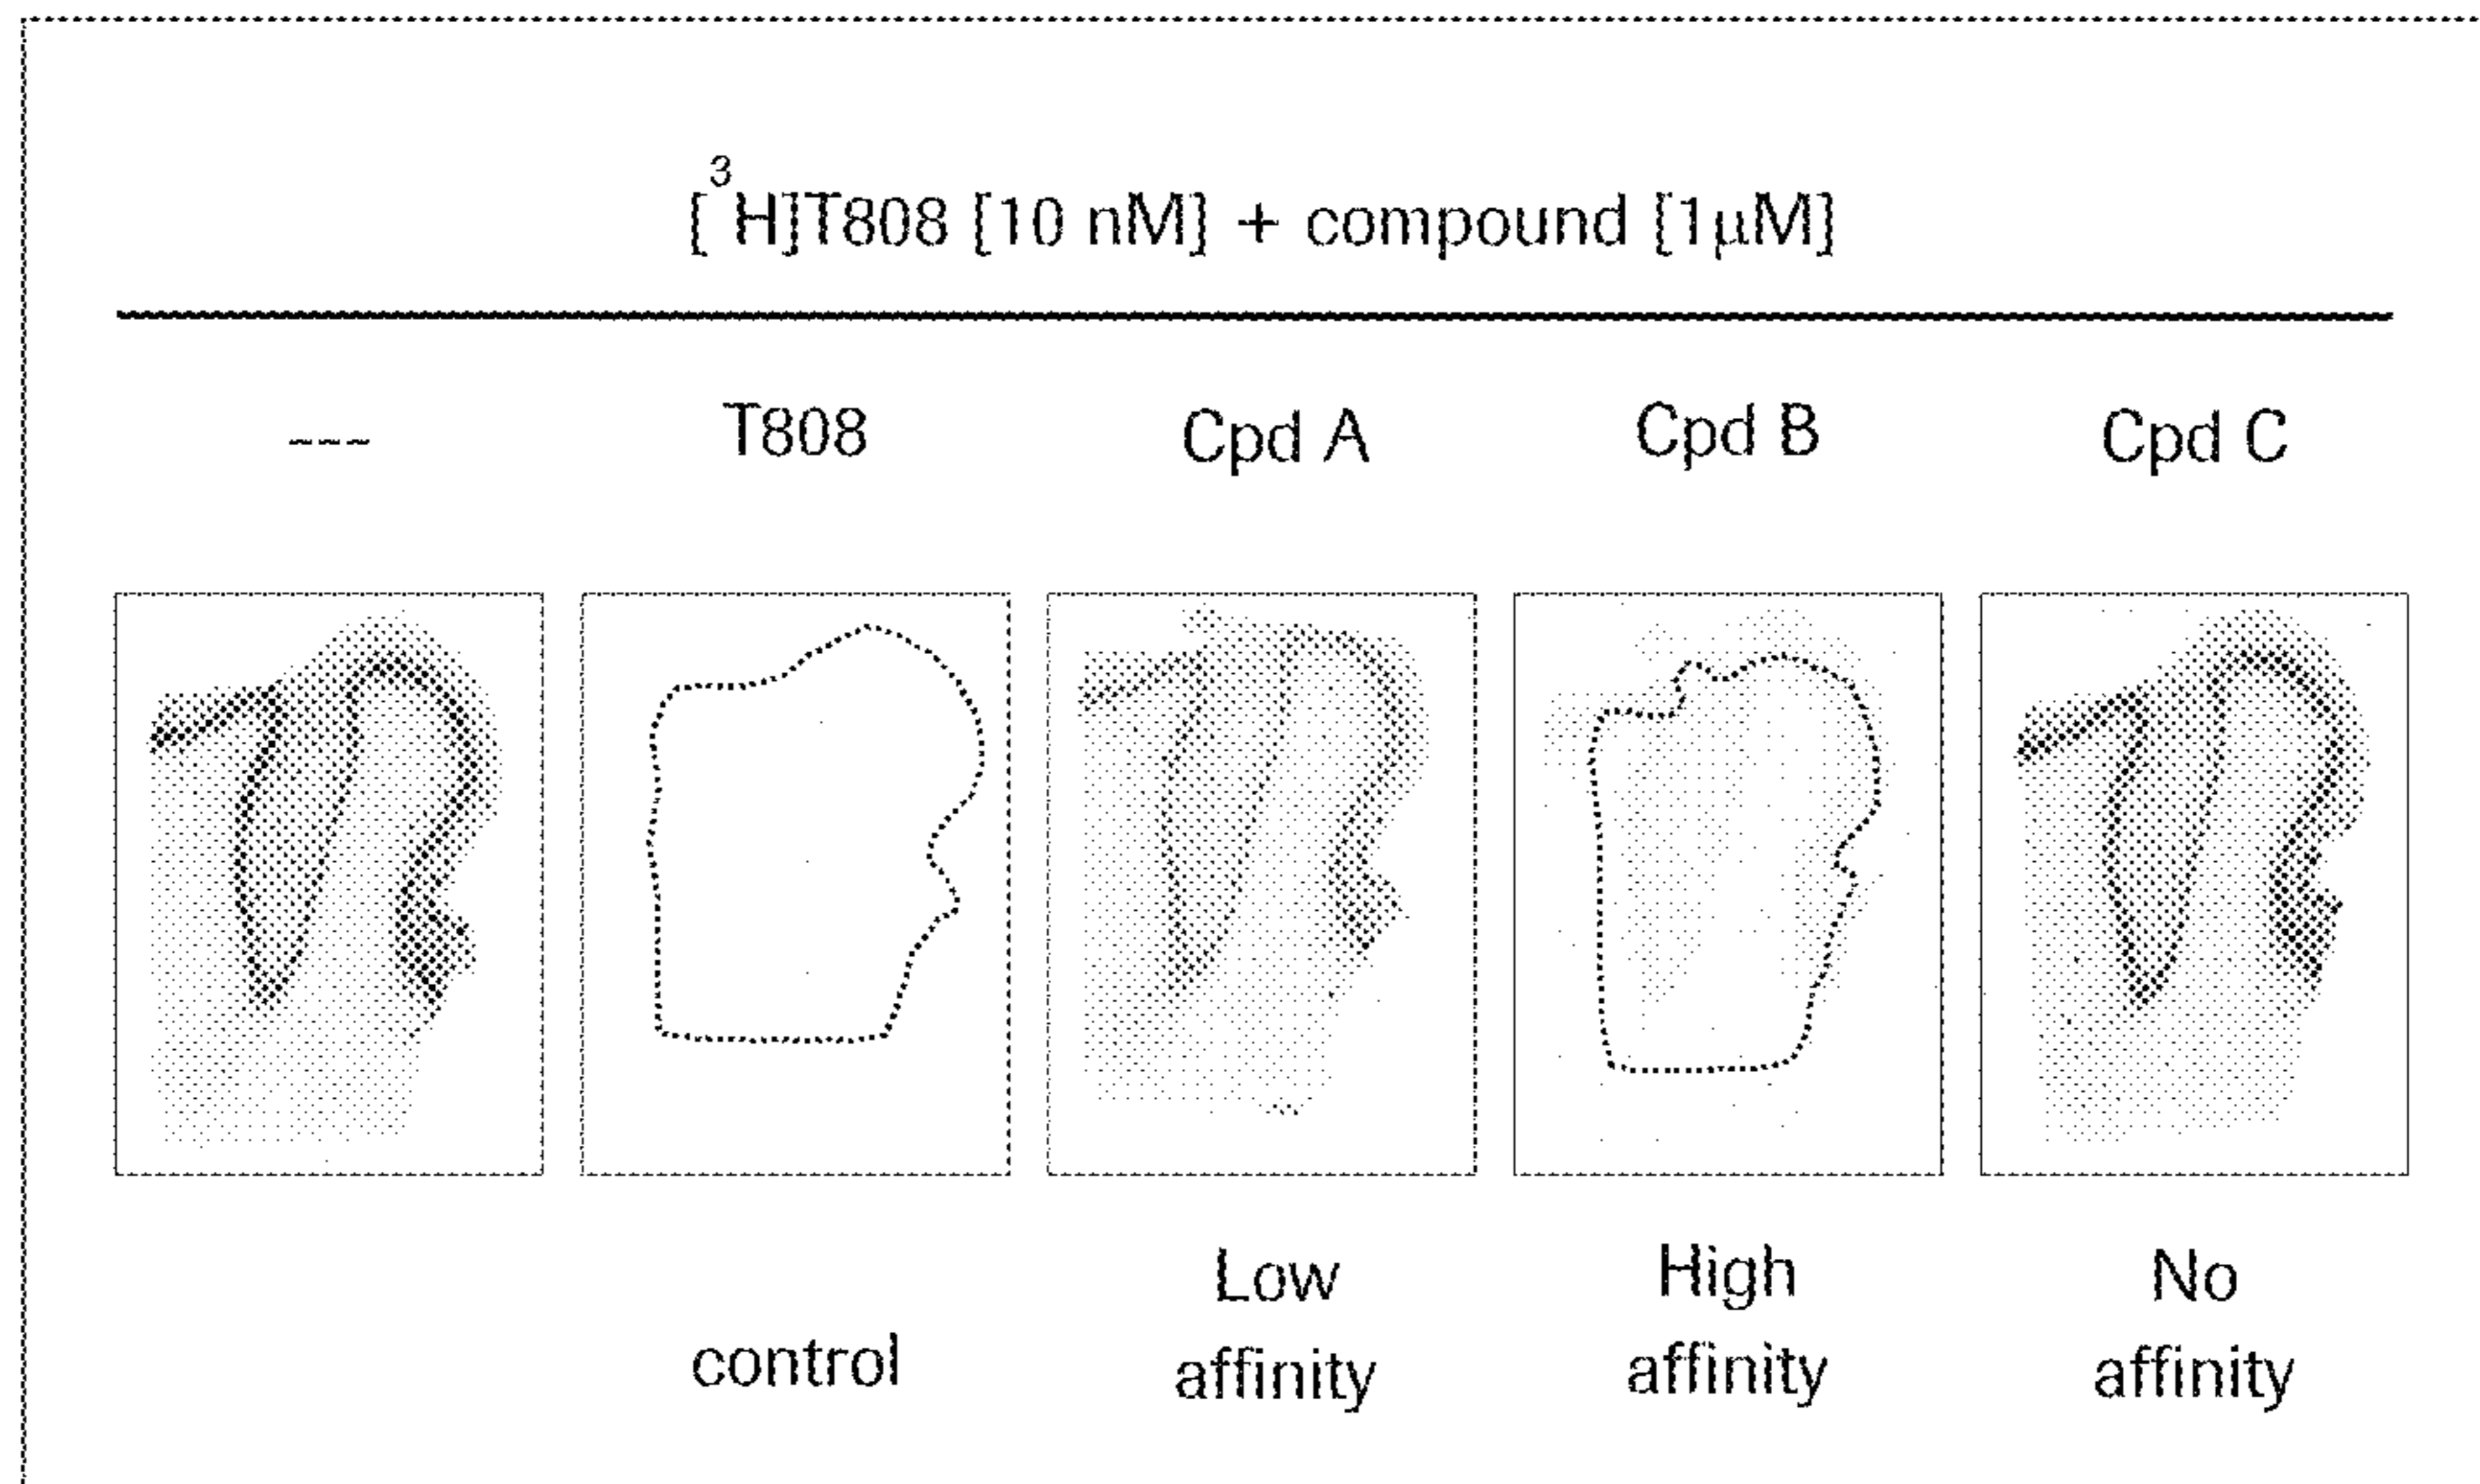 [³H]T808 [10 nM] + compound [1µM]
--- T808 Cpd A Cpd B Cpd C
control
Low affinity
High affinity
No affinity